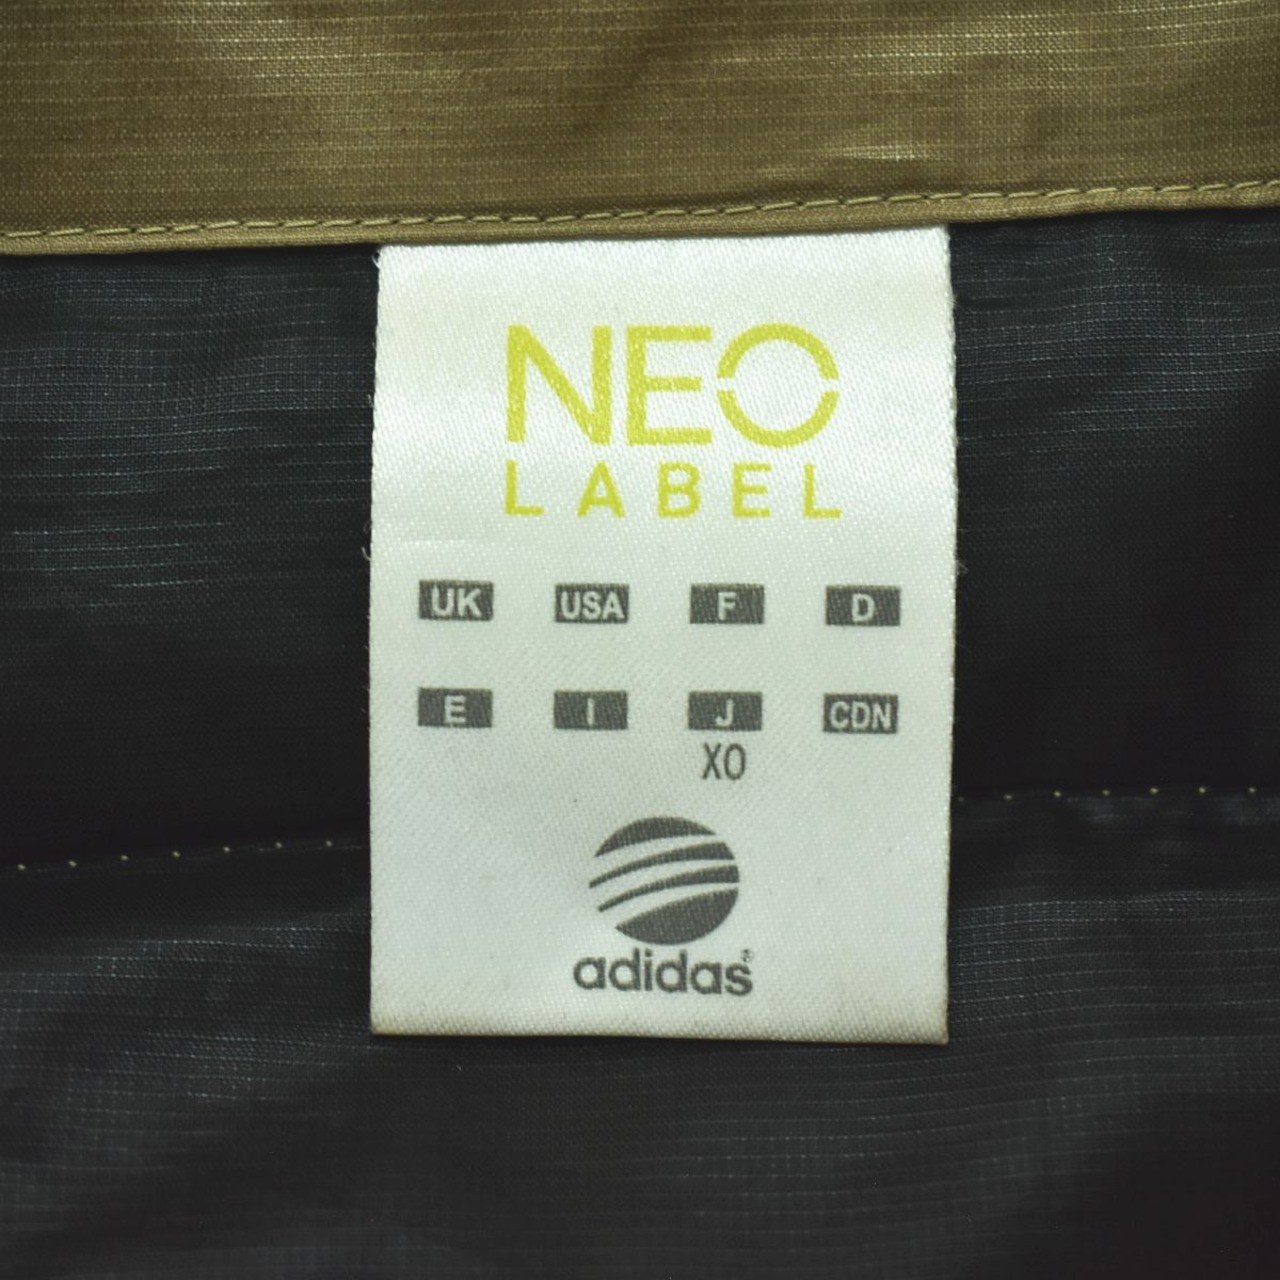 NEO
LABEL
UK USA F D
E I J CDN
XO
adidas®